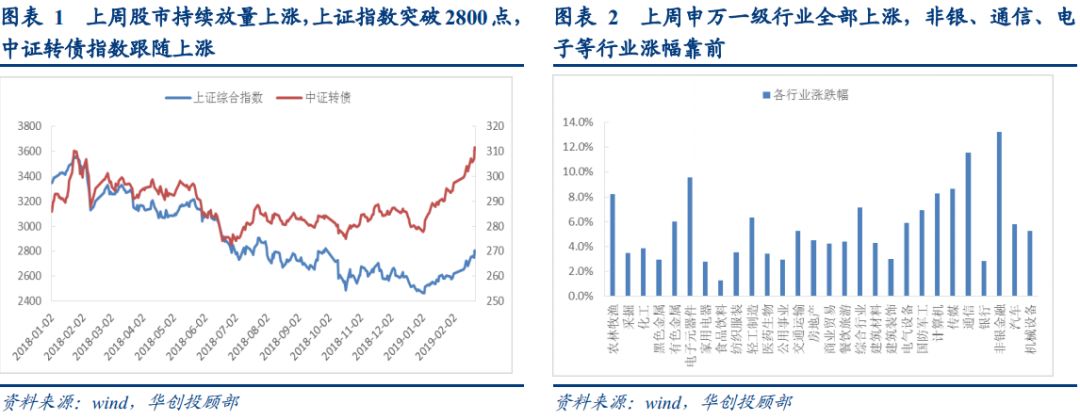 图表 1 上周股市持续放量上涨，上证指数突破2800点，
中证转债指数跟随上涨
上证综合指数 中证转债
3800
3600
3400
3200
3000
2800
2600
2400
320
310
300
290
280
270
260
250
2018-01-02
2018-02-02
2018-03-02
2018-04-02
2018-05-02
2018-06-02
2018-07-02
2018-08-02
2018-09-02
2018-10-02
2018-11-02
2018-12-02
2019-01-02
2019-02-02
资料来源：wind，华创投顾部
图表 2 上周申万一级行业全部上涨，非银、通信、电
子等行业涨幅靠前
各行业涨跌幅
14.0%
12.0%
10.0%
8.0%
6.0%
4.0%
2.0%
0.0%
农林牧渔
采掘
化工
黑色金属
有色金属
电子元器件
家用电器
食品饮料
纺织服装
轻工制造
医药生物
公用事业
交通运输
房地产
商业贸易
餐饮旅游
综合行业
建筑材料
建筑装饰
电气设备
国防军工
计算机
传媒
通信
银行
非银金融
汽车
机械设备
资料来源：wind，华创投顾部